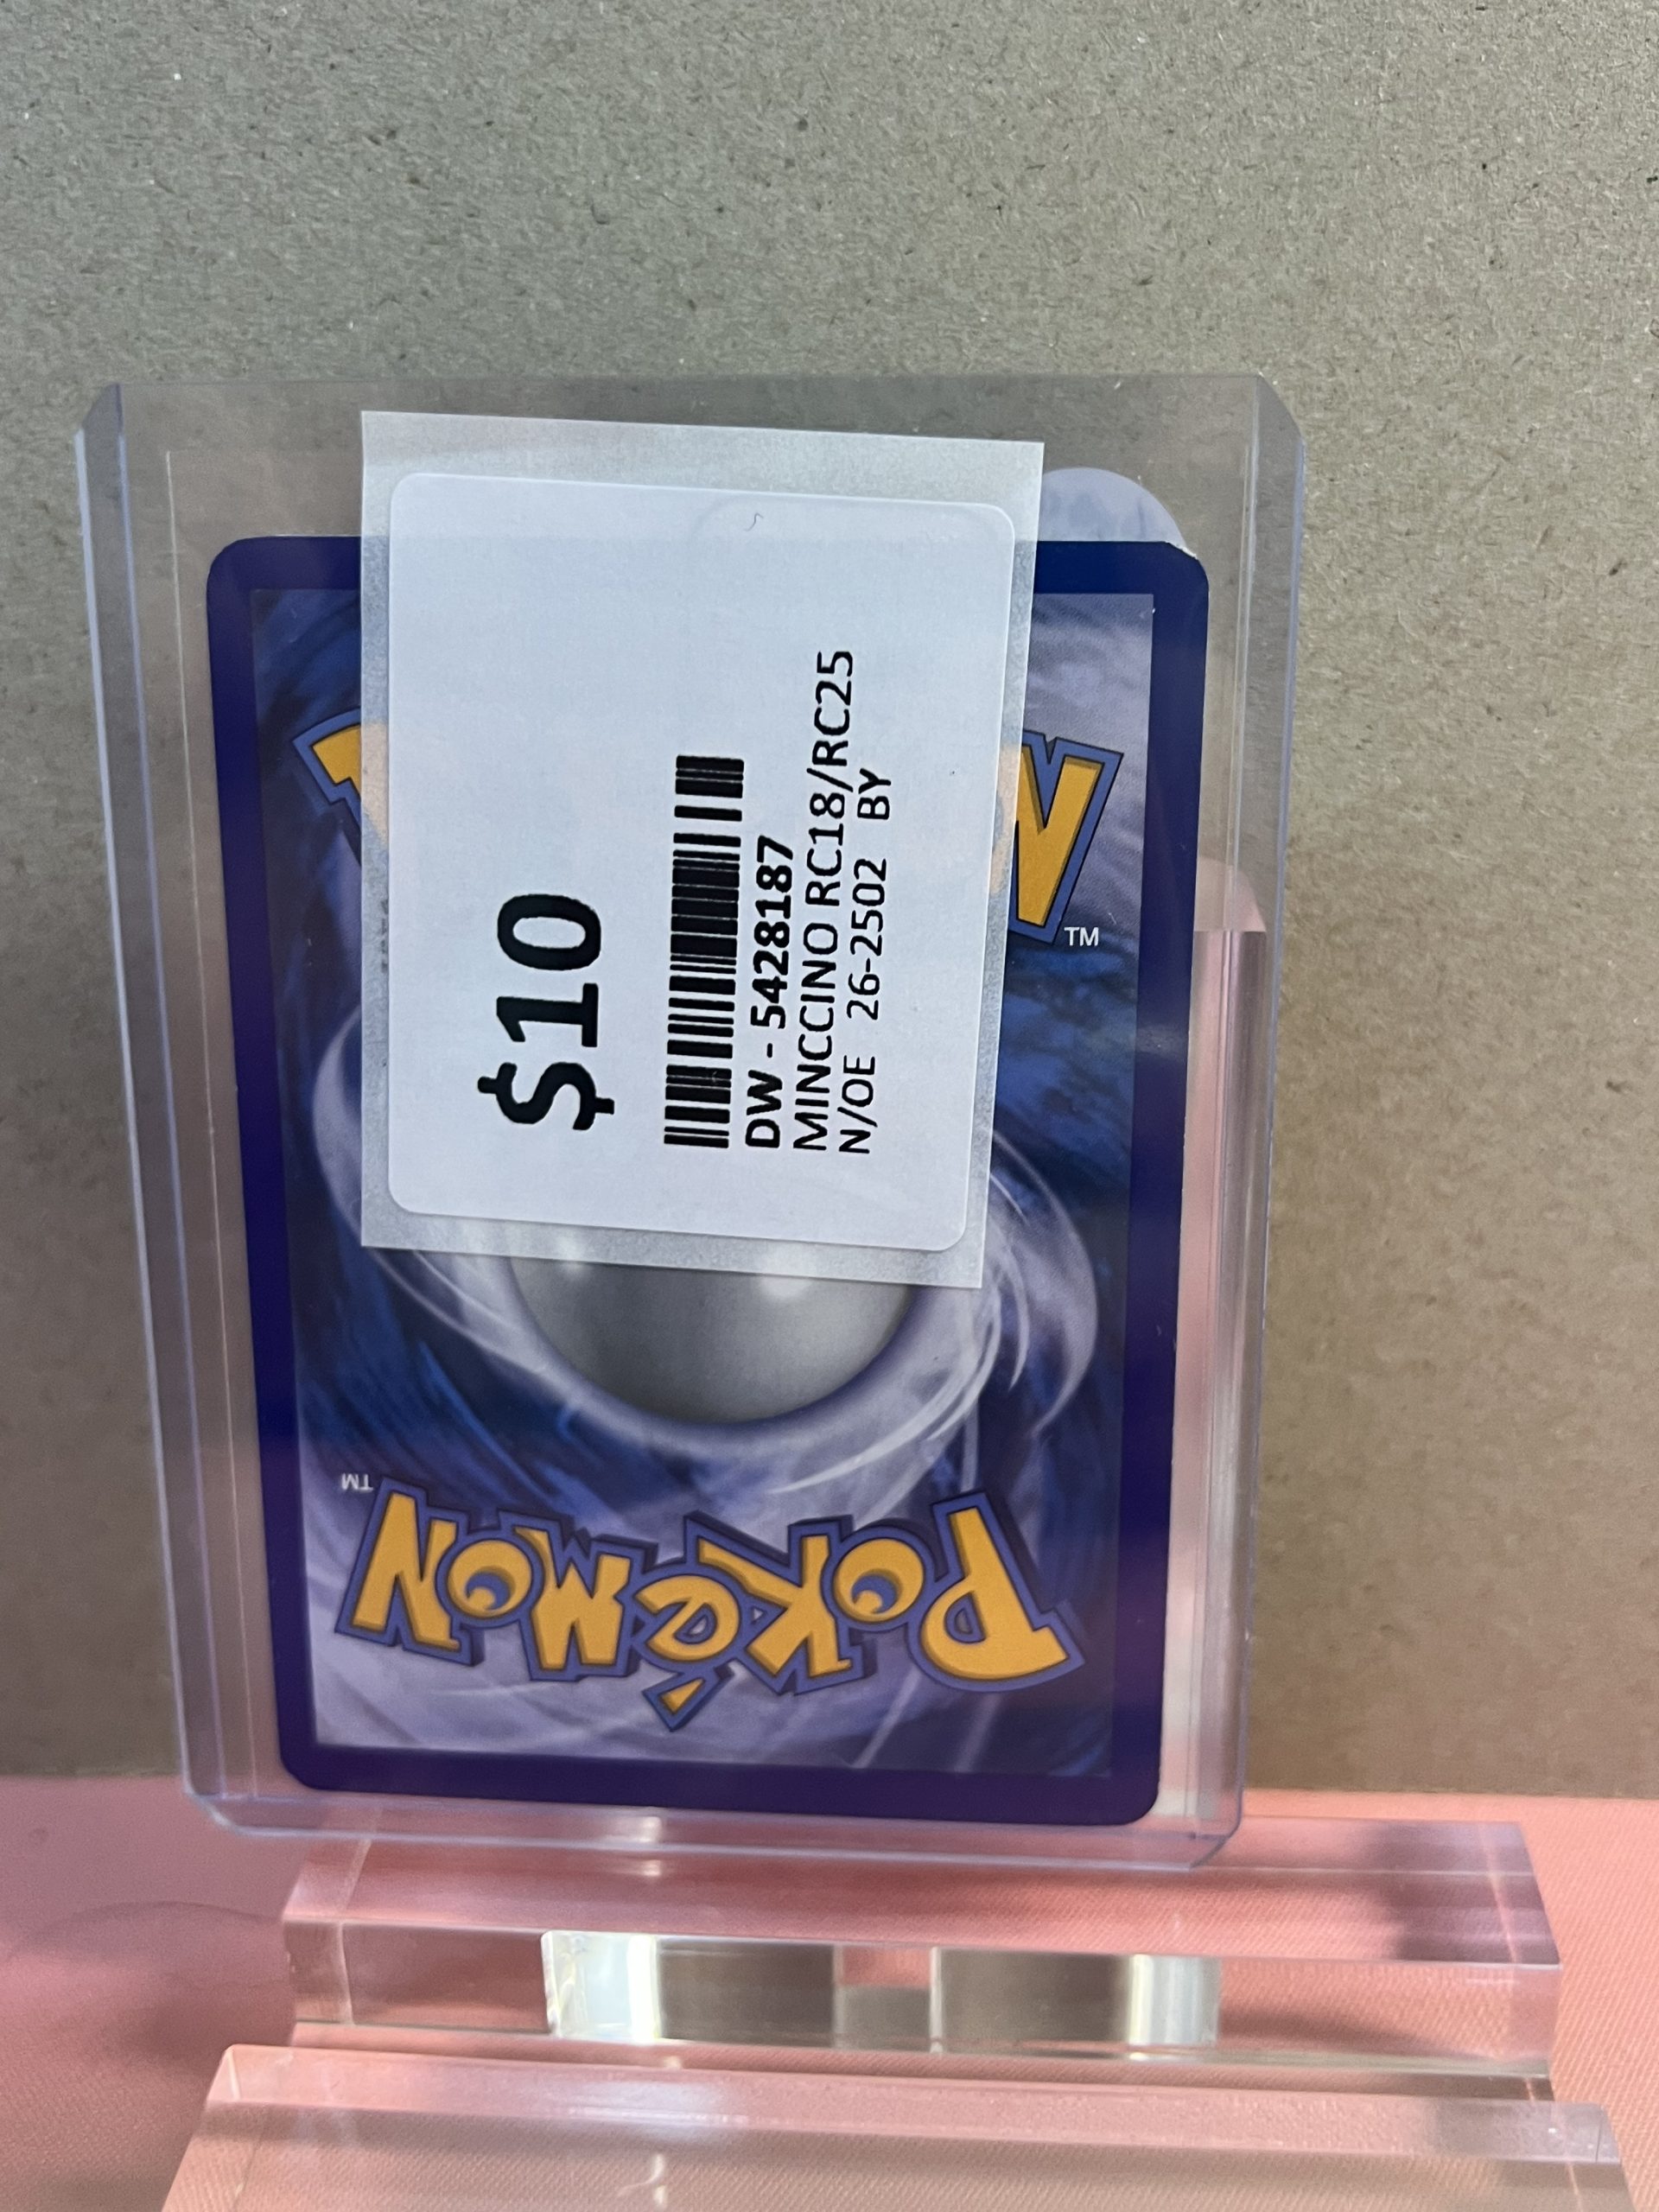 $10
DW - 5428187
MINCCINO RC18/RC25
N/OE 26-2502 BY
N
TM
Pokémon
TM